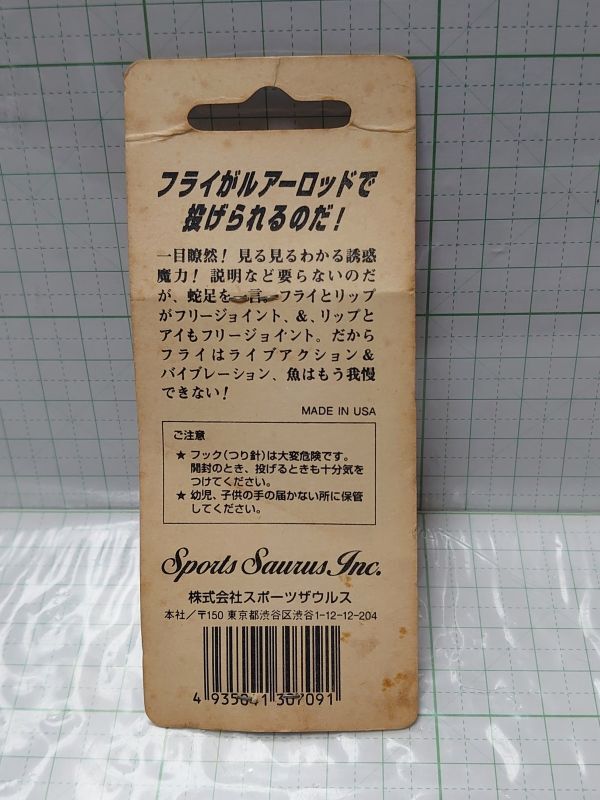 フライがルアーロッドで
投げられるのだ！
一目瞭然！見る見るわかる誘惑
魔力！説明など要らないのだ
が、蛇足を一言。フライとリップ
がフリージョイント、&、リップと
アイもフリージョイント。だから
フライはライブアクション&
バイブレーション、魚はもう我慢
できない！
MADE IN USA
ご注意
★ フック(つり針)は大変危険です。
開封のとき、投げるときも十分気を
つけてください。
★ 幼児、子供の手の届かない所に保管
してください。
Sports Saurus, Inc.
株式会社スポーツザウルス
本社／〒150 東京都渋谷区渋谷1-12-12-204
4 935641 307091